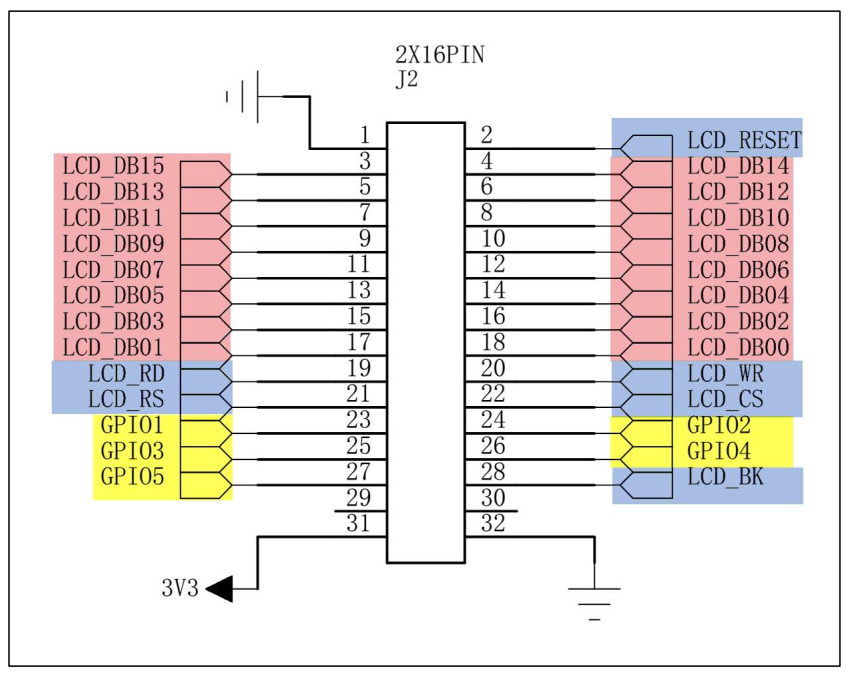 2X16PIN
J2
1 2 LCD_RESET
LCD_DB15 3 4 LCD_DB14
LCD_DB13 5 6 LCD_DB12
LCD_DB11 7 8 LCD_DB10
LCD_DB09 9 10 LCD_DB08
LCD_DB07 11 12 LCD_DB06
LCD_DB05 13 14 LCD_DB04
LCD_DB03 15 16 LCD_DB02
LCD_DB01 17 18 LCD_DB00
LCD_RD 19 20 LCD_WR
LCD_RS 21 22 LCD_CS
GPIO1 23 24 GPIO2
GPIO3 25 26 GPIO4
GPIO5 27 28 LCD_BK
29 30
31 32
3V3